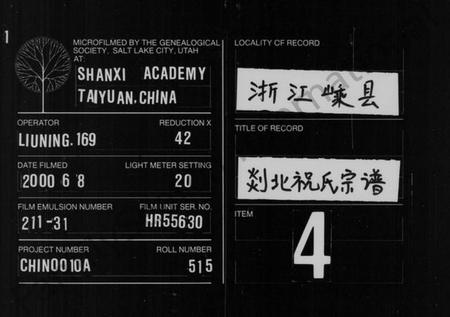 1
MICROFILMED BY THE GENEALOGICAL
SOCIETY, SALT LAKE CITY, UTAH
AT:
SHANXI ACADEMY
TAIYUAN, CHINA
OPERATOR
REDUCTION X
LIUNING.169
42
DATE FILMED
LIGHT METER SETTING
2000 6 8
20
FILM EMULSION NUMBER
FILM UNIT SER. NO.
211-31
HR55630
PROJECT NUMBER
ROLL NUMBER
CHINO010A
515
LOCALITY OF RECORD
浙江嵊县
TITLE OF RECORD
剡北祝氏宗谱
ITEM
4